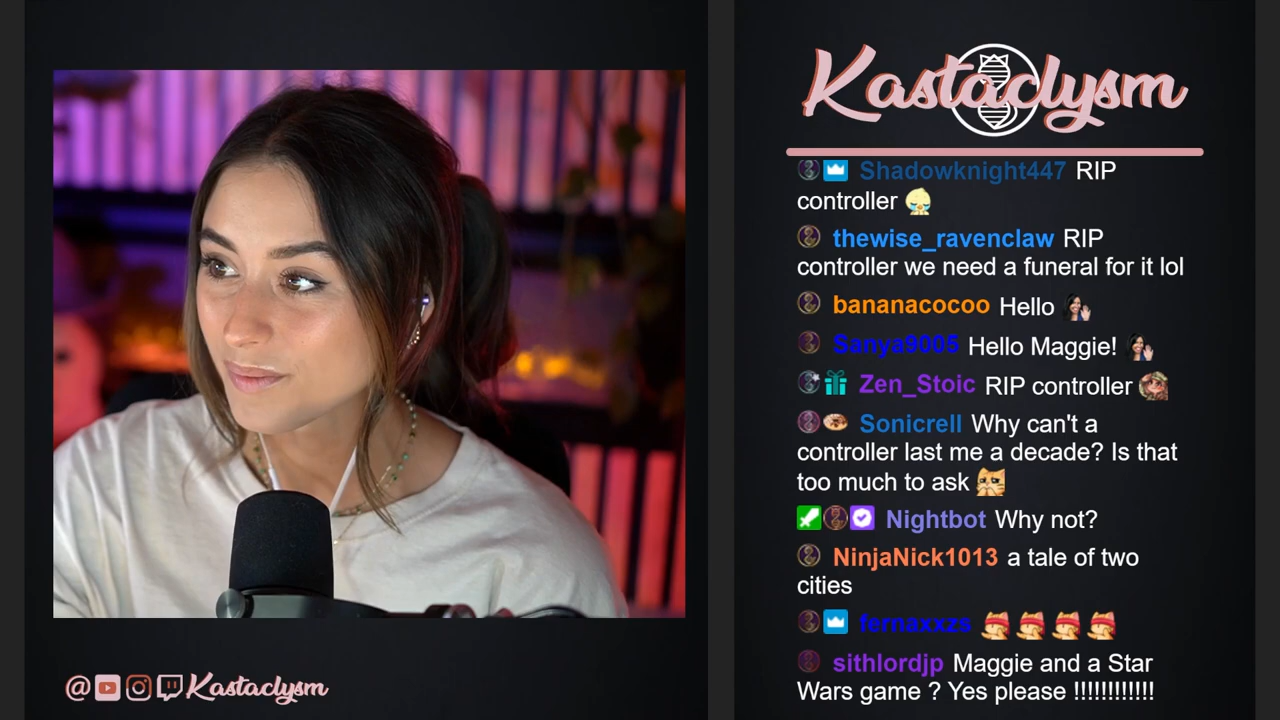 Kastaclysm
Shadowknight447 RIP
controller
thewise_ravenclaw RIP
controller we need a funeral for it lol
bananacocoo Hello
Sanya9005 Hello Maggie!
Zen_Stoic RIP controller
Sonicrell Why can't a
controller last me a decade? Is that
too much to ask
Nightbot Why not?
NinjaNick1013 a tale of two
cities
fernaxxzs
sithlordjp Maggie and a Star
Wars game ? Yes please !!!!!!!!!!!!
@ Kastaclysm